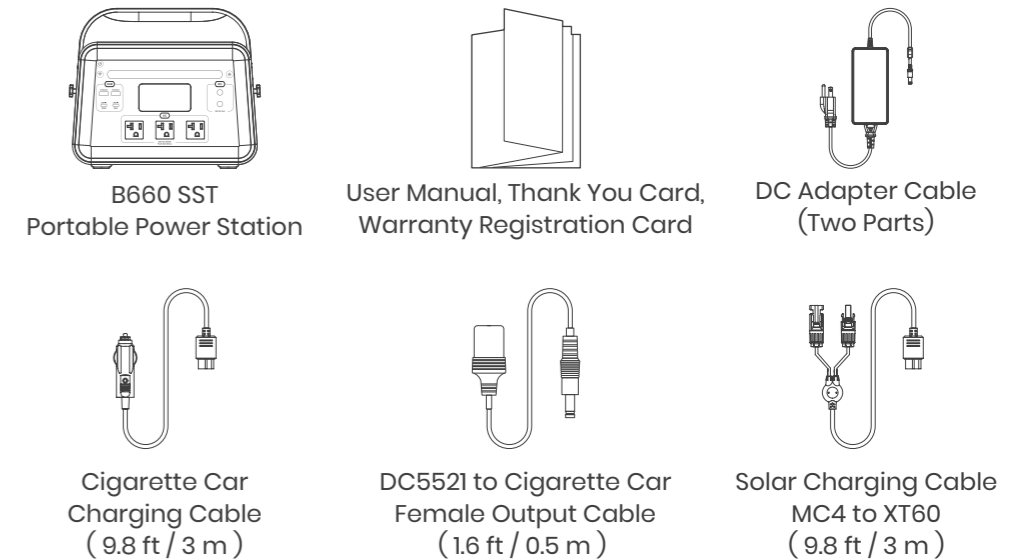 B660 SST
Portable Power Station
User Manual, Thank You Card,
Warranty Registration Card
DC Adapter Cable
(Two Parts)
Cigarette Car
Charging Cable
( 9.8 ft / 3 m )
DC5521 to Cigarette Car
Female Output Cable
( 1.6 ft / 0.5 m )
Solar Charging Cable
MC4 to XT60
( 9.8 ft / 3 m )